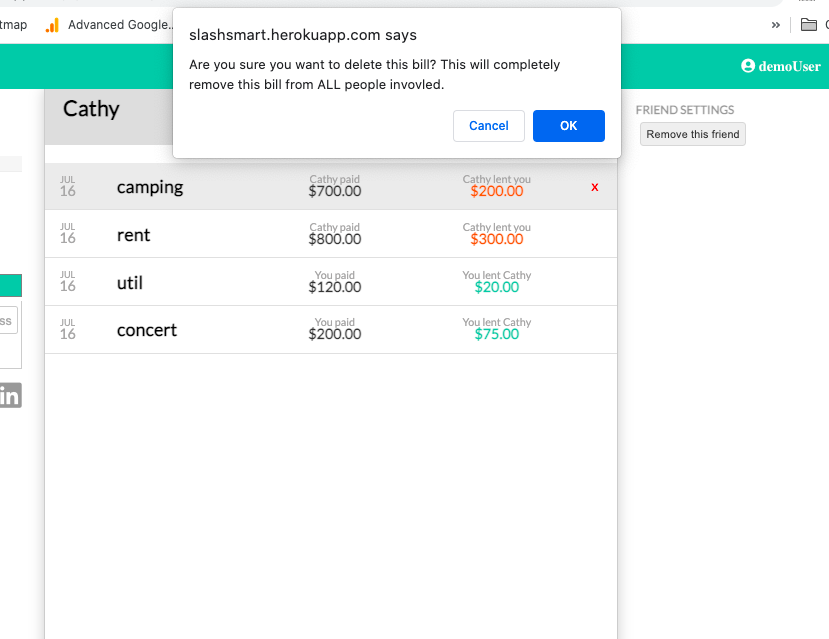 tmap
Advanced Google...
»
slashsmart.herokuapp.com says
Are you sure you want to delete this bill? This will completely
remove this bill from ALL people invovled.
Cancel
OK
demoUser
Cathy
FRIEND SETTINGS
Remove this friend
JUL
16
camping
Cathy paid
$700.00
Cathy lent you
$200.00
x
JUL
16
rent
Cathy paid
$800.00
Cathy lent you
$300.00
JUL
16
util
You paid
$120.00
You lent Cathy
$20.00
JUL
16
concert
You paid
$200.00
You lent Cathy
$75.00
ss
in